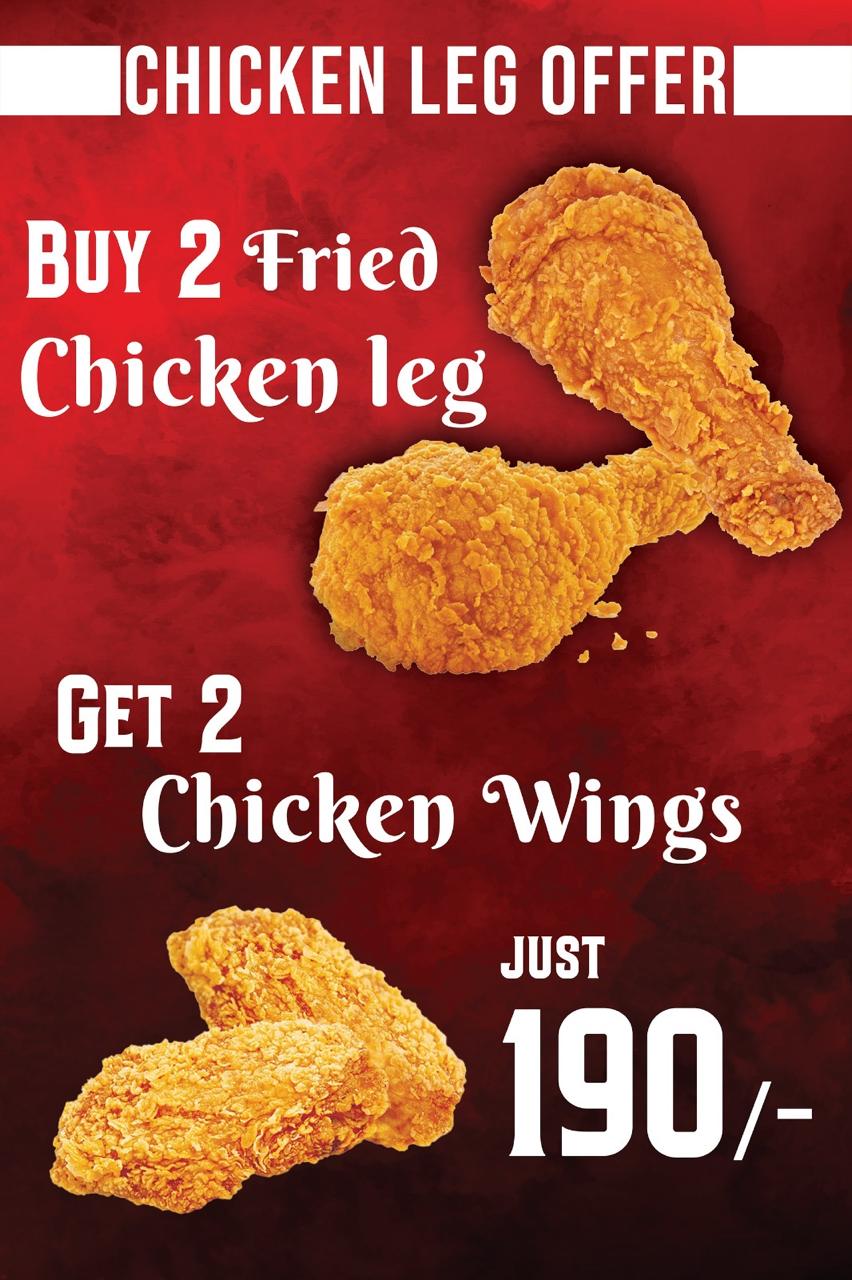 CHICKEN LEG OFFER
BUY 2 Fried
Chicken leg
GET 2
Chicken Wings
JUST
190/-